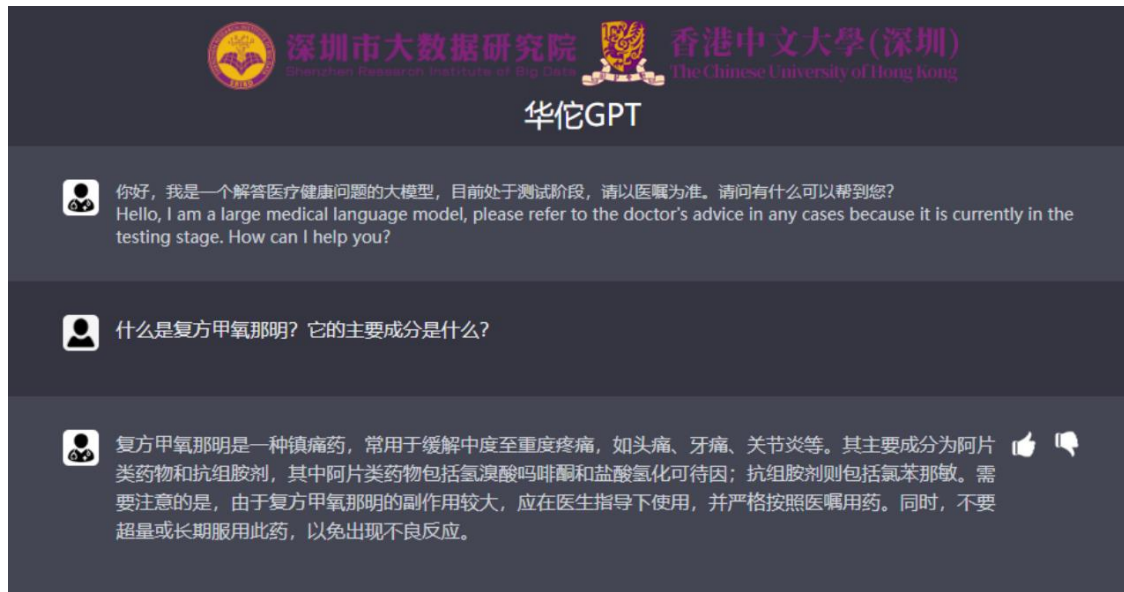 深圳市大数据研究院
Shenzhen Research Institute of Big Data
香港中文大學(深圳)
The Chinese University of Hong Kong
华佗GPT
你好，我是一个解答医疗健康问题的大模型，目前处于测试阶段，请以医嘱为准。请问有什么可以帮到您?
Hello, I am a large medical language model, please refer to the doctor's advice in any cases because it is currently in the
testing stage. How can I help you?
什么是复方甲氧那明？它的主要成分是什么？
复方甲氧那明是一种镇痛药，常用于缓解中度至重度疼痛，如头痛、牙痛、关节炎等。其主要成分为阿片
类药物和抗组胺剂，其中阿片类药物包括氢溴酸吗啡酮和盐酸氢化可待因；抗组胺剂则包括氯苯那敏。需
要注意的是，由于复方甲氧那明的副作用较大，应在医生指导下使用，并严格按照医嘱用药。同时，不要
超量或长期服用此药，以免出现不良反应。